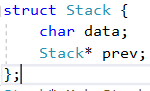 struct Stack {
    char data;
    Stack* prev;
};